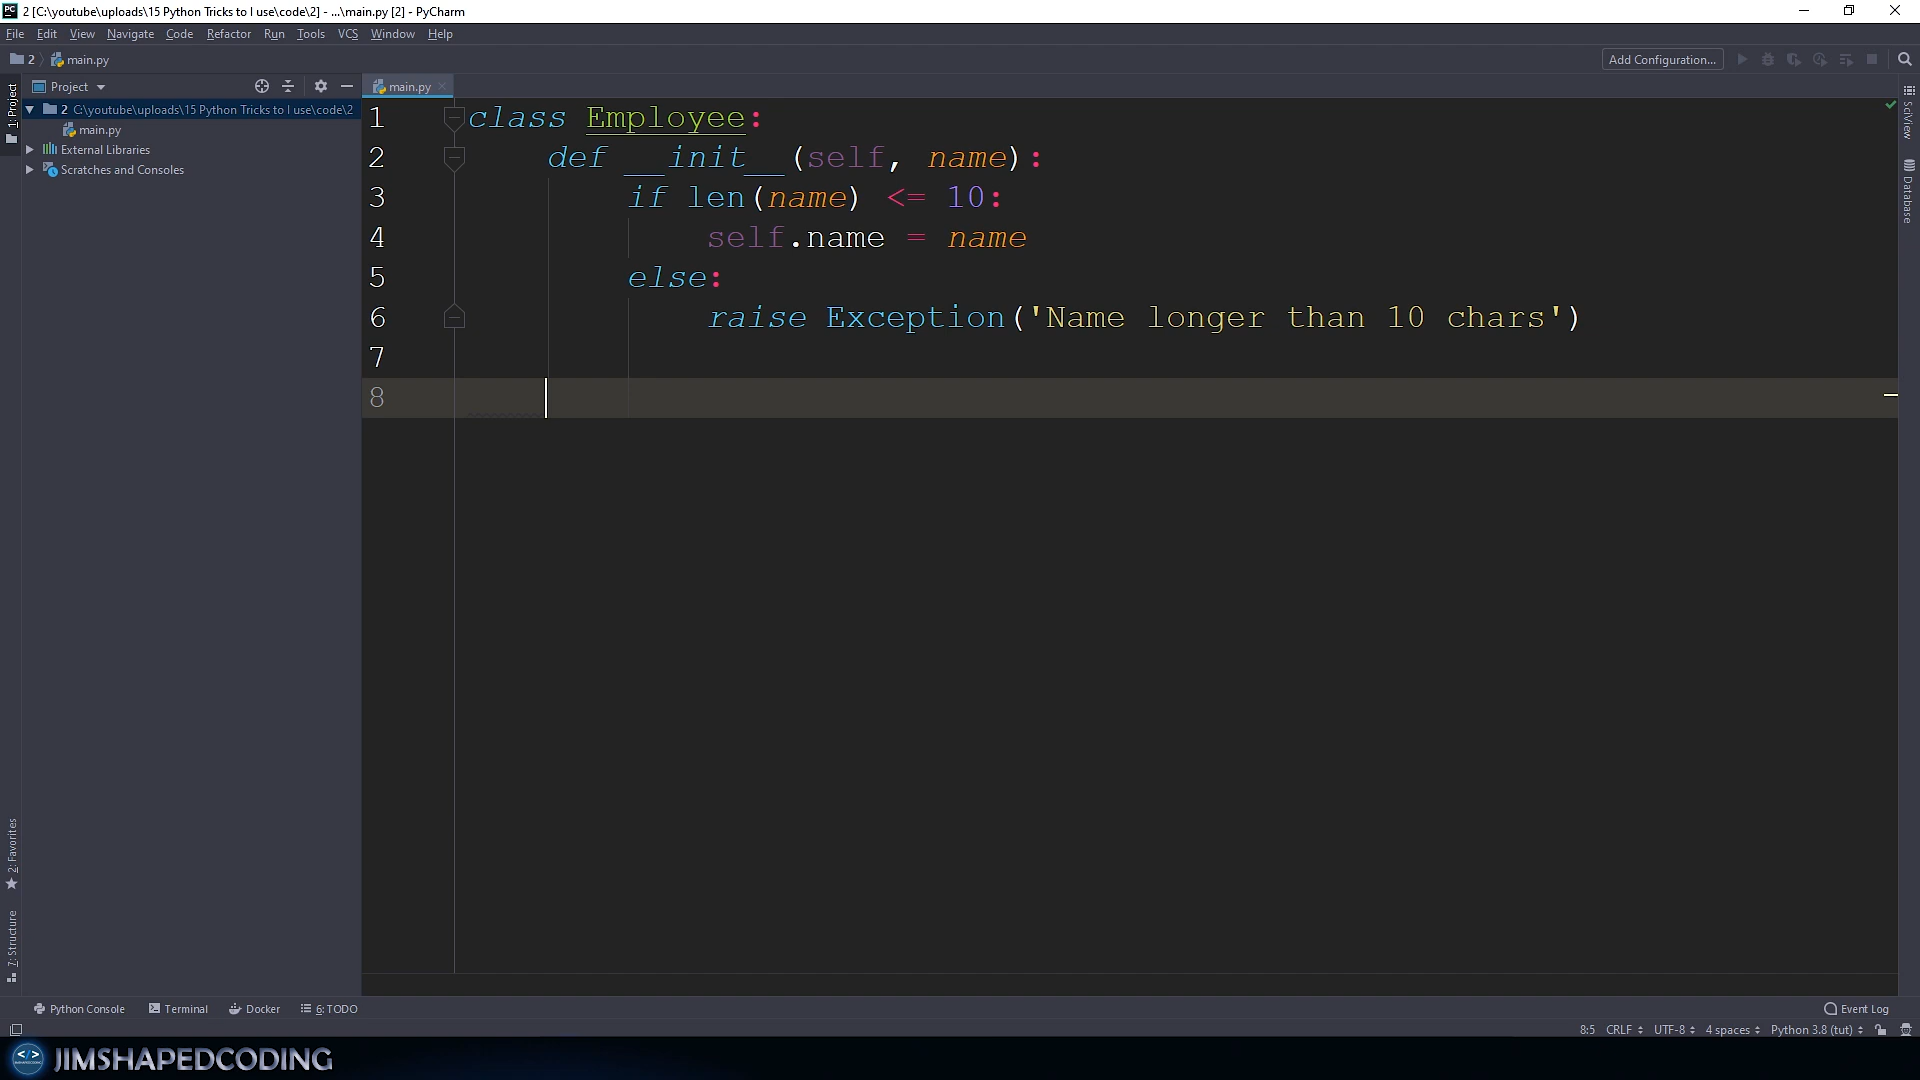 2 [C:\youtube\uploads\15 Python Tricks to I use\code\2] - ...\main.py [2] - PyCharm
File Edit View Navigate Code Refactor Run Tools VCS Window Help
2 main.py
Add Configuration...
Project
main.py
1: Project
2 C:\youtube\uploads\15 Python Tricks to I use\code\2
main.py
External Libraries
Scratches and Consoles
1 class Employee:
2 def __init__(self, name):
3 if len(name) <= 10:
4 self.name = name
5 else:
6 raise Exception('Name longer than 10 chars')
7
8
SciView
Database
2: Favorites
7: Structure
Python Console Terminal Docker 6: TODO
Event Log
8:5 CRLF UTF-8 4 spaces Python 3.8 (tut)
JIMSHAPEDCODING